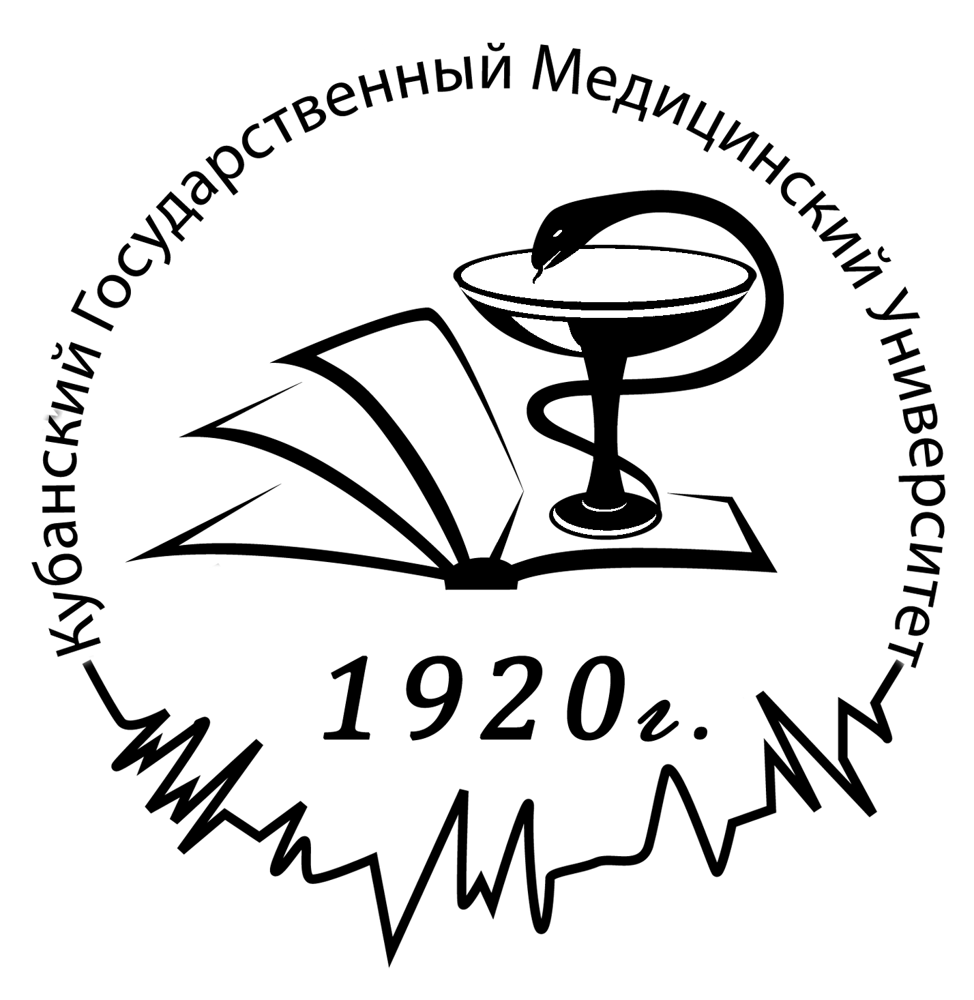 Кубанский Государственный Медицинский Университет
1920г.